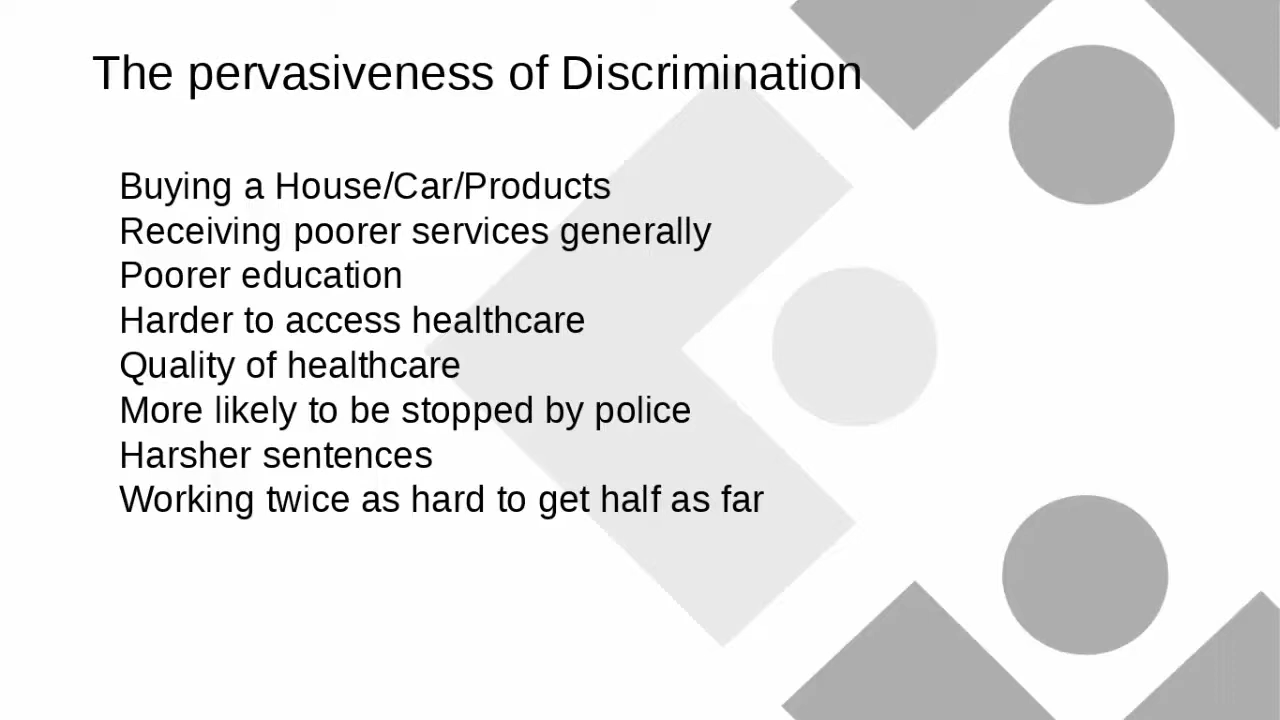 The pervasiveness of Discrimination
Buying a House/Car/Products
Receiving poorer services generally
Poorer education
Harder to access healthcare
Quality of healthcare
More likely to be stopped by police
Harsher sentences
Working twice as hard to get half as far